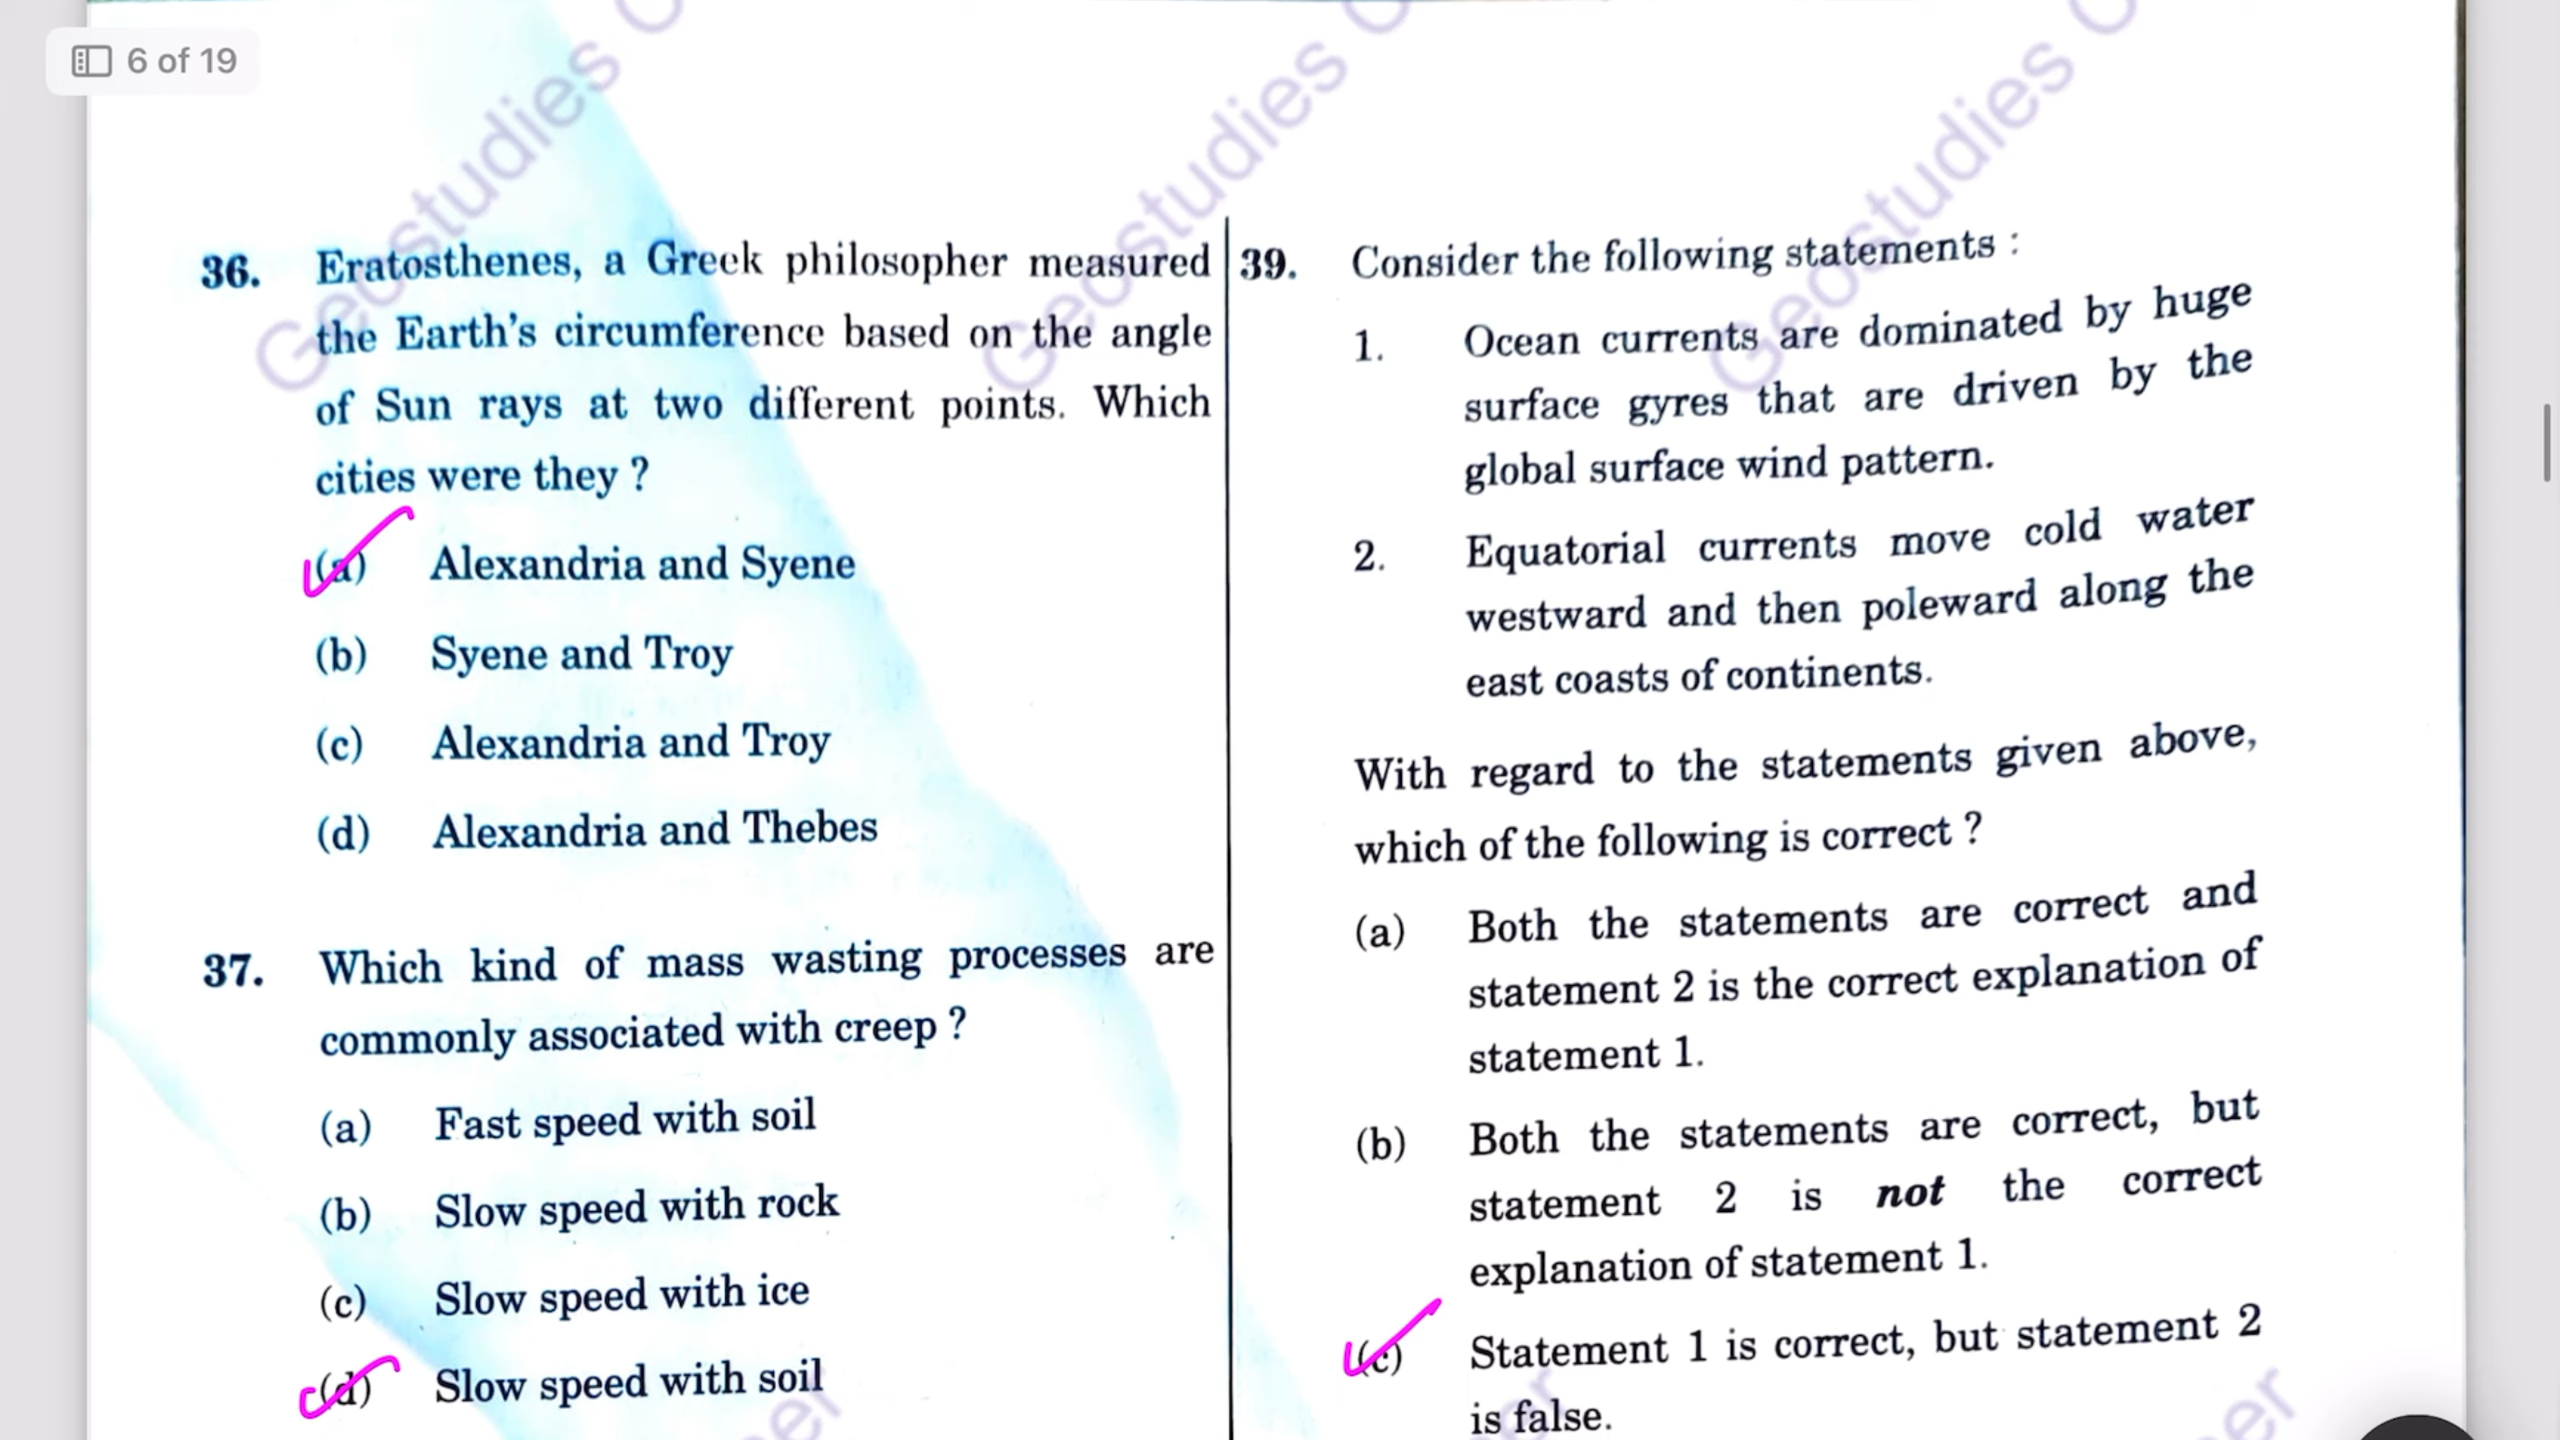 6 of 19
Geostudies
Geostudies
Geostudies
36. Eratosthenes, a Greek philosopher measured
the Earth's circumference based on the angle
of Sun rays at two different points. Which
cities were they ?
(a) Alexandria and Syene
(b) Syene and Troy
(c) Alexandria and Troy
(d) Alexandria and Thebes
37. Which kind of mass wasting processes are
commonly associated with creep ?
(a) Fast speed with soil
(b) Slow speed with rock
(c) Slow speed with ice
(d) Slow speed with soil
39. Consider the following statements :
1. Ocean currents are dominated by huge
surface gyres that are driven by the
global surface wind pattern.
2. Equatorial currents move cold water
westward and then poleward along the
east coasts of continents.
With regard to the statements given above,
which of the following is correct ?
(a) Both the statements are correct and
statement 2 is the correct explanation of
statement 1.
(b) Both the statements are correct, but
statement 2 is not the correct
explanation of statement 1.
(c) Statement 1 is correct, but statement 2
is false.